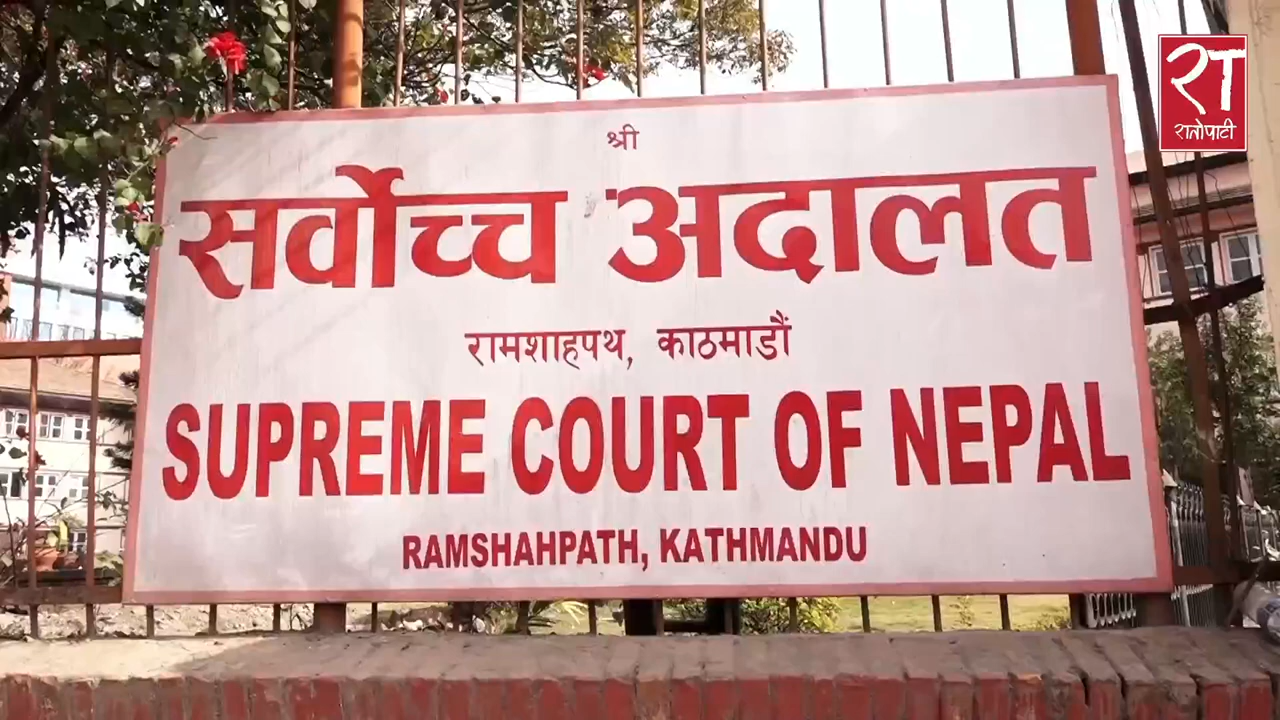 श्री
सर्वोच्च अदालत
रामशाहपथ, काठमाडौं
SUPREME COURT OF NEPAL
RAMSHAHPATH, KATHMANDU
रा
रातोपाटी